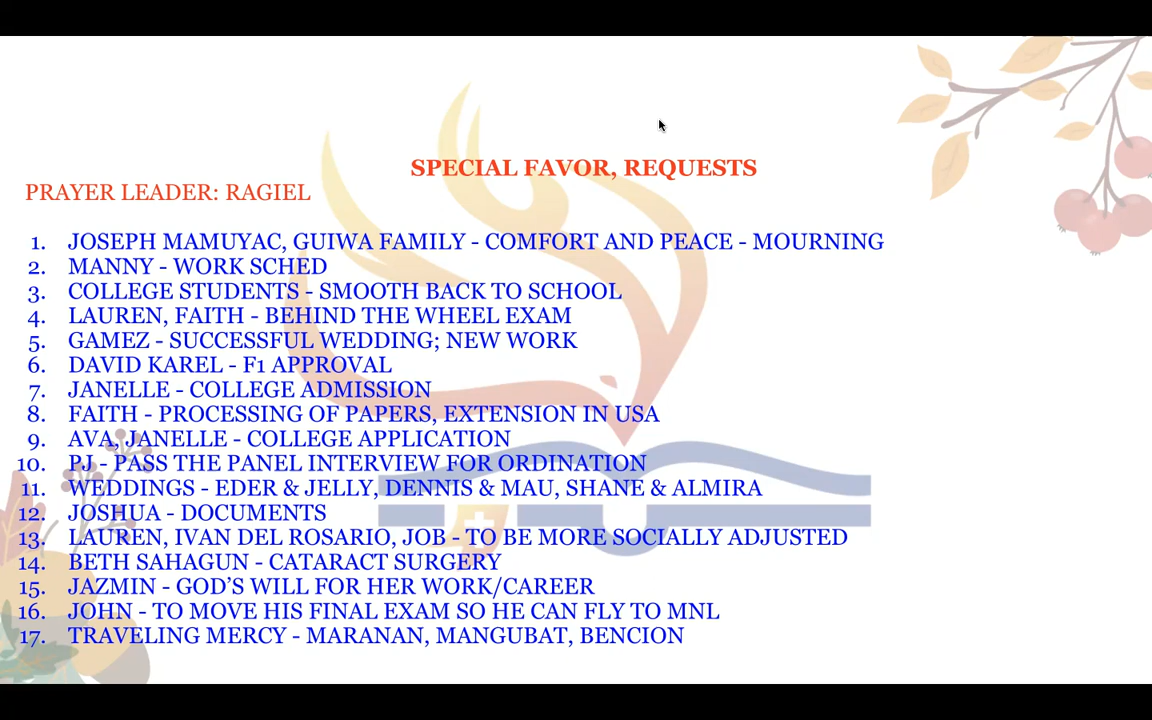 SPECIAL FAVOR, REQUESTS
PRAYER LEADER: RAGIEL
1. JOSEPH MAMUYAC, GUIWA FAMILY - COMFORT AND PEACE - MOURNING
2. MANNY - WORK SCHED
3. COLLEGE STUDENTS - SMOOTH BACK TO SCHOOL
4. LAUREN, FAITH - BEHIND THE WHEEL EXAM
5. GAMEZ - SUCCESSFUL WEDDING; NEW WORK
6. DAVID KAREL - F1 APPROVAL
7. JANELLE - COLLEGE ADMISSION
8. FAITH - PROCESSING OF PAPERS, EXTENSION IN USA
9. AVA, JANELLE - COLLEGE APPLICATION
10. PJ - PASS THE PANEL INTERVIEW FOR ORDINATION
11. WEDDINGS - EDER & JELLY, DENNIS & MAU, SHANE & ALMIRA
12. JOSHUA - DOCUMENTS
13. LAUREN, IVAN DEL ROSARIO, JOB - TO BE MORE SOCIALLY ADJUSTED
14. BETH SAHAGUN - CATARACT SURGERY
15. JAZMIN - GOD'S WILL FOR HER WORK/CAREER
16. JOHN - TO MOVE HIS FINAL EXAM SO HE CAN FLY TO MNL
17. TRAVELING MERCY - MARANAN, MANGUBAT, BENCION